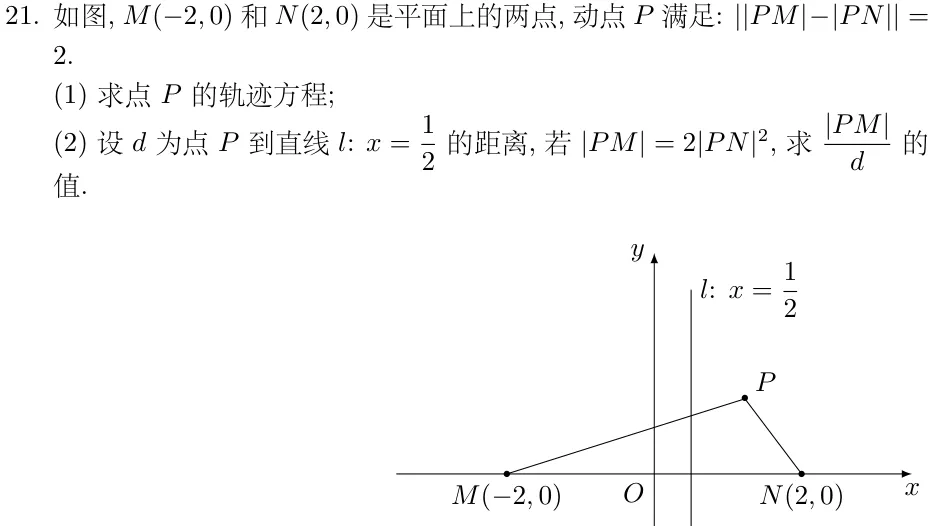 21. 如图, M(−2, 0) 和 N(2, 0) 是平面上的两点, 动点 P 满足: ||PM|−|PN|| =
2.
(1) 求点 P 的轨迹方程;
(2) 设 d 为点 P 到直线 l: x = 1/2 的距离, 若 |PM| = 2|PN|², 求 |PM|/d 的
值.
y
l: x = 1/2
P
M(−2, 0)
O
N(2, 0)
x